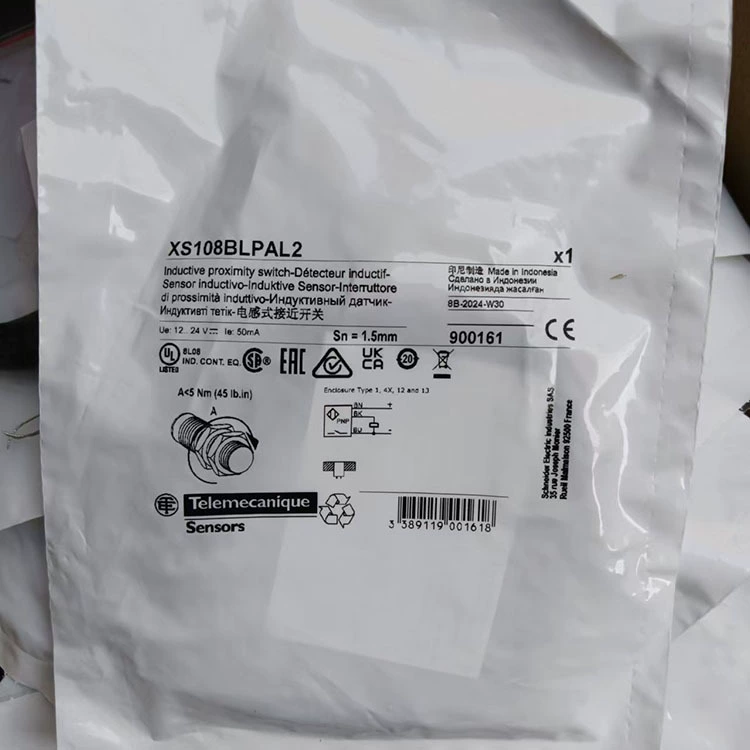 XS108BLPAL2 x1
Inductive proximity switch-Détecteur inductif-
Sensor inductivo-Induktive Sensor-Interruttore
di prossimità induttivo-Индуктивный датчик-
Индуктивті тетік-电感式接近开关
印尼制造 Made in Indonesia
Сделано в Индонезии
Индонезияда жасалған
8B-2024-W30
Ue: 12...24 V Ie: 50mA Sn = 1.5mm 900161 CE
UL LISTED 8L08 IND. CONT. EQ. SA EAC UK CA 20
A<5 Nm (45 lb.in)
A
Enclosure Type 1, 4X, 12 and 13
BN +
BK
PNP
BU -
Schneider Electric Industries SAS
35 rue Joseph Monier
Rueil Malmaison 92500 France
Telemecanique
Sensors
3 389119 001618